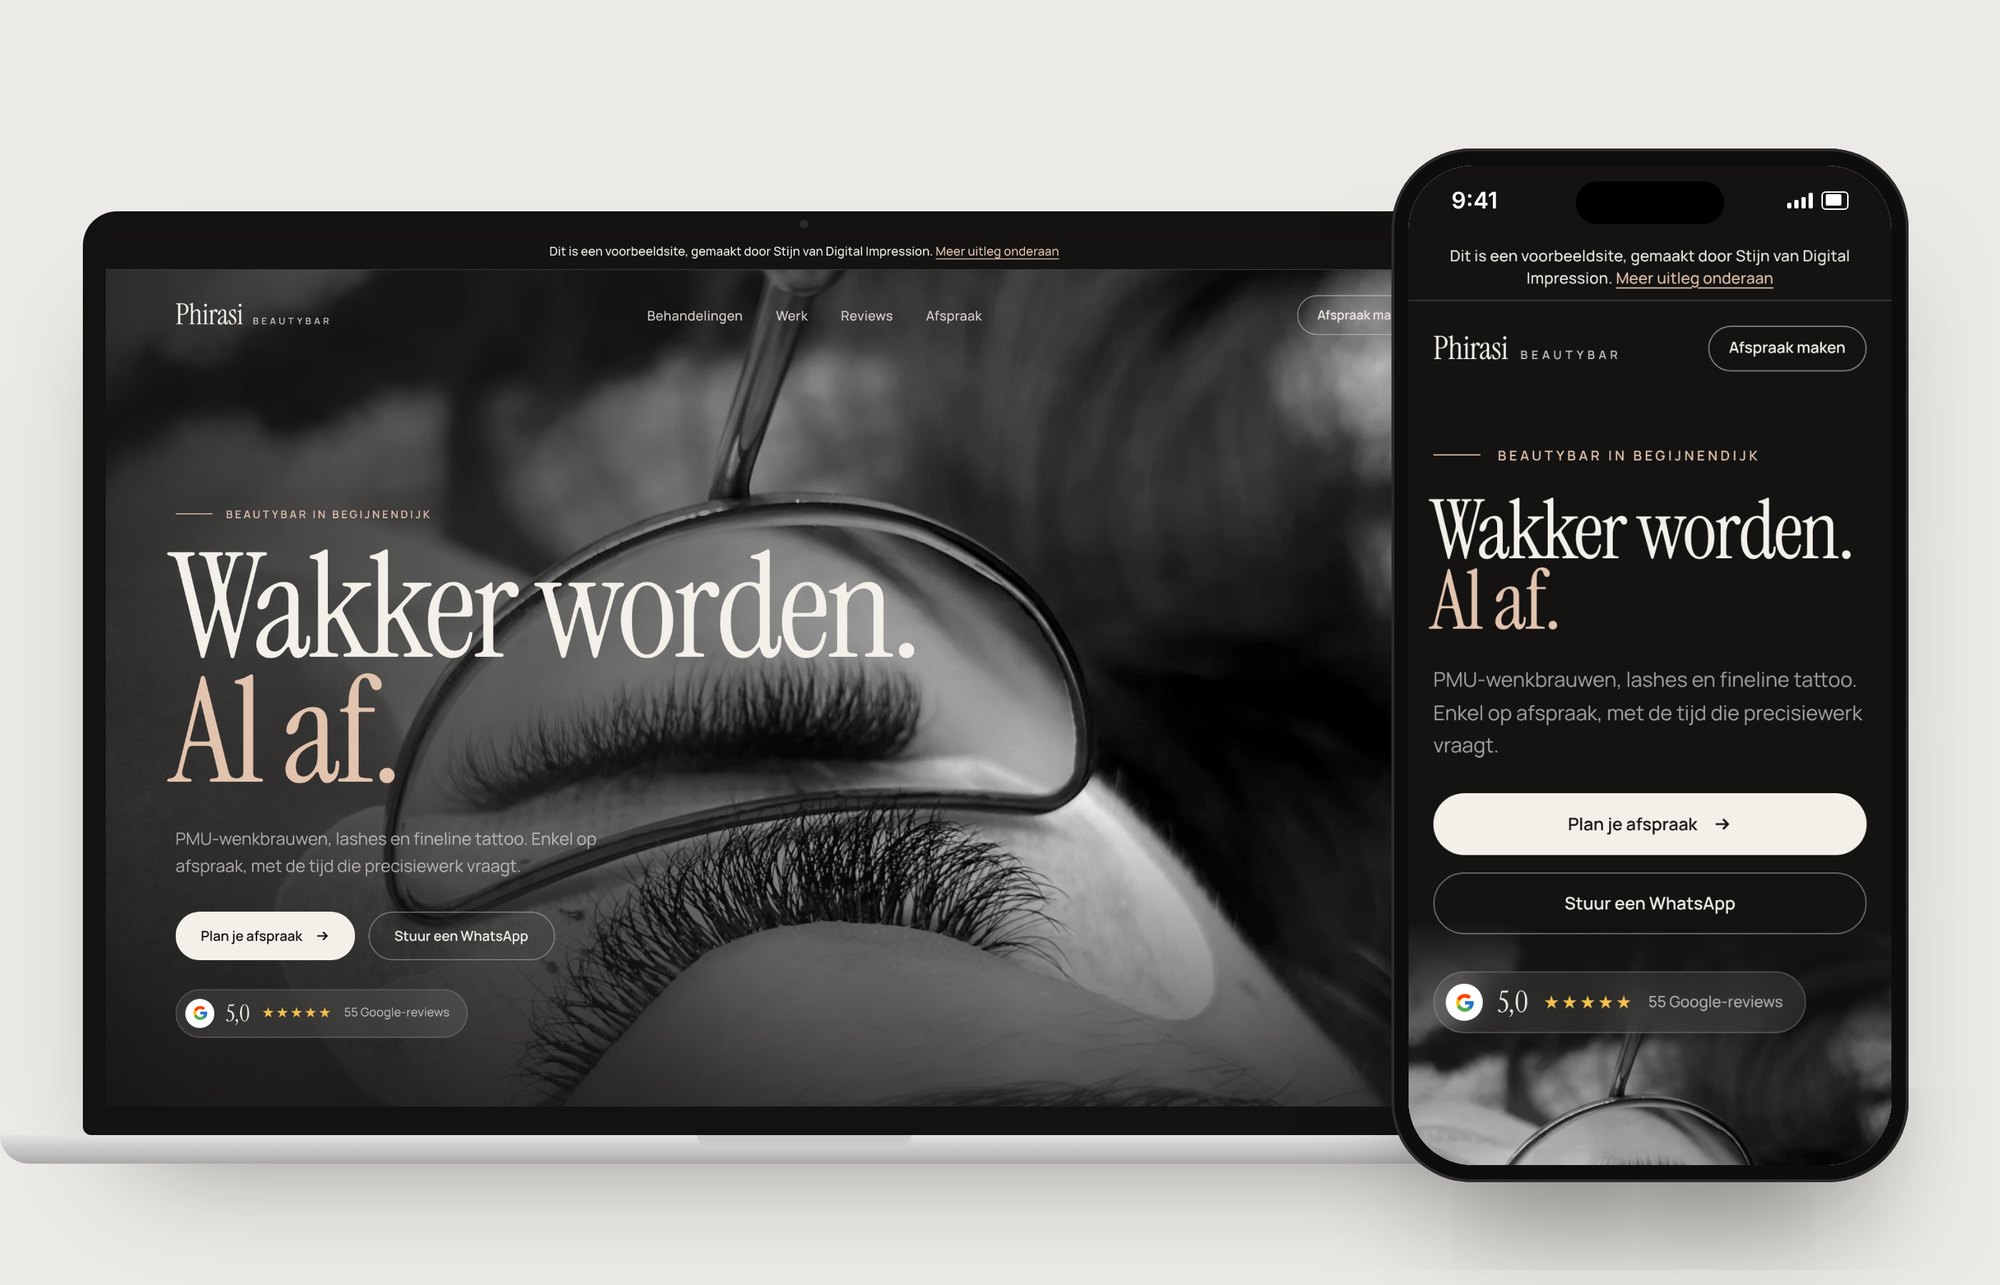 Dit is een voorbeeldsite, gemaakt door Stijn van Digital Impression. Meer uitleg onderaan
Phirasi BEAUTYBAR
Behandelingen Werk Reviews Afspraak
Afspraak ma
BEAUTYBAR IN BEGIJNENDIJK
Wakker worden.
Al af.
PMU-wenkbrauwen, lashes en fineline tattoo. Enkel op
afspraak, met de tijd die precisiewerk vraagt.
Plan je afspraak → Stuur een WhatsApp
G 5,0 ★★★★★ 55 Google-reviews
9:41
Dit is een voorbeeldsite, gemaakt door Stijn van Digital
Impression. Meer uitleg onderaan
Phirasi BEAUTYBAR
Afspraak maken
BEAUTYBAR IN BEGIJNENDIJK
Wakker worden.
Al af.
PMU-wenkbrauwen, lashes en fineline tattoo.
Enkel op afspraak, met de tijd die precisiewerk
vraagt.
Plan je afspraak →
Stuur een WhatsApp
G 5,0 ★★★★★ 55 Google-reviews